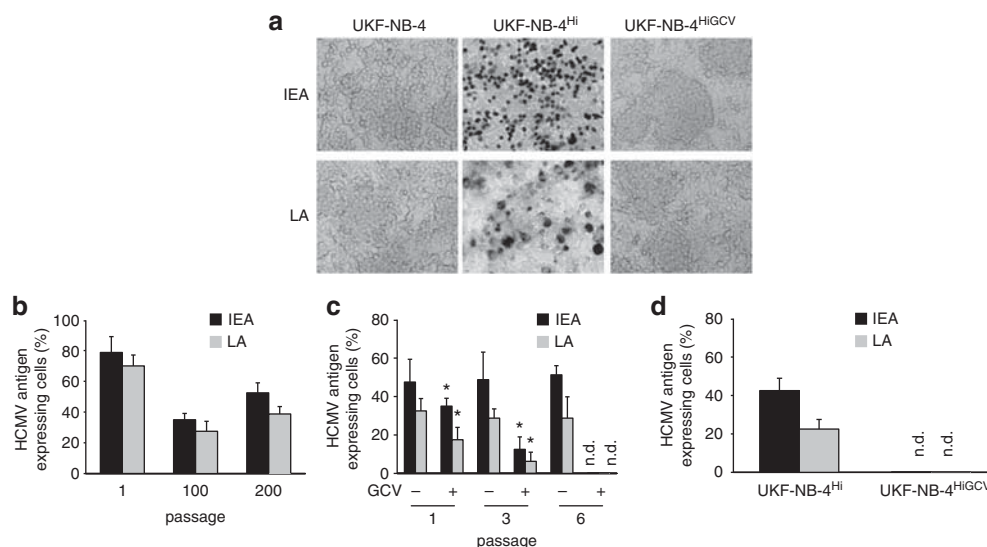 a
UKF-NB-4 UKF-NB-4Hi UKF-NB-4HiGCV
IEA
LA
b
HCMV antigen
expressing cells (%)
100
80
60
40
20
0
IEA
LA
1 100 200
passage
c
HCMV antigen
expressing cells (%)
80
60
40
20
0
IEA
LA
* * * * n.d. n.d.
GCV – + – + – +
1 3 6
passage
d
HCMV antigen
expressing cells (%)
80
60
40
20
0
IEA
LA
n.d. n.d.
UKF-NB-4Hi UKF-NB-4HiGCV